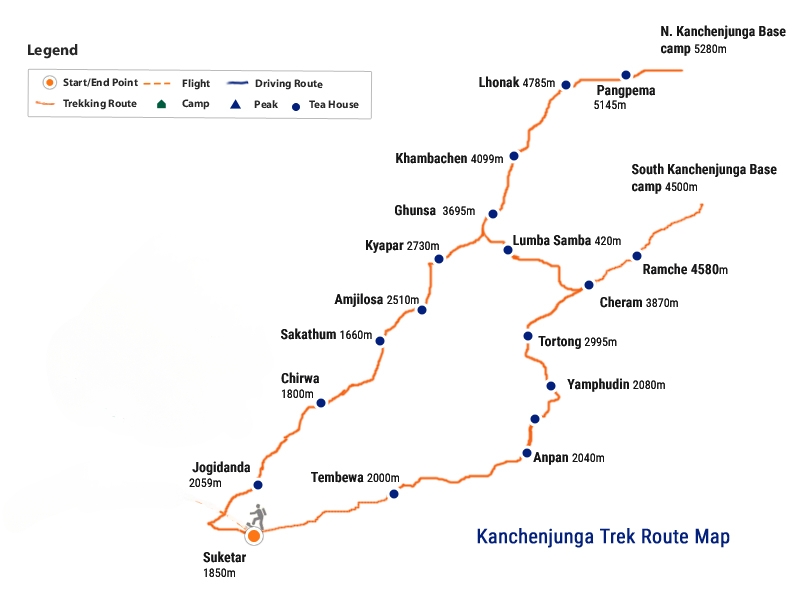 N. Kanchenjunga Base
camp 5280m
Legend
Start/End Point
Flight
Driving Route
Trekking Route
Camp
Peak
Tea House
Lhonak 4785m
Pangpema
5145m
Khambachen 4099m
South Kanchenjunga Base
camp 4500m
Ghunsa 3695m
Kyapar 2730m
Lumba Samba 420m
Ramche 4580m
Amjilosa 2510m
Cheram 3870m
Sakathum 1660m
Tortong 2995m
Chirwa
1800m
Yamphudin 2080m
Anpan 2040m
Jogidanda
2059m
Tembewa 2000m
Kanchenjunga Trek Route Map
Suketar
1850m